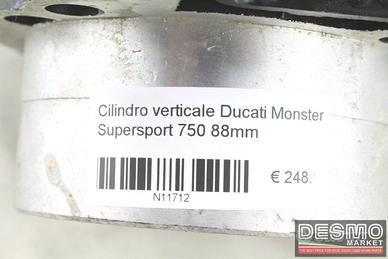 Cilindro verticale Ducati Monster
Supersport 750 88mm
€ 248.
N11712
DESMO
MARKET